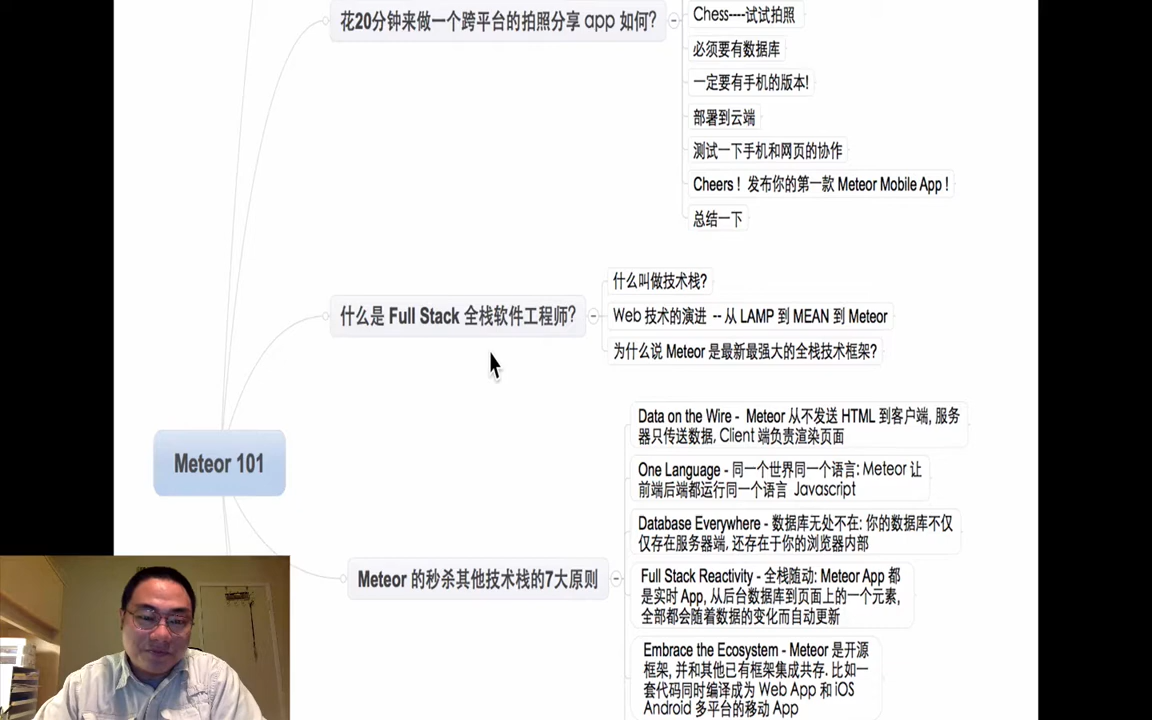 花20分钟来做一个跨平台的拍照分享 app 如何?
Chess----试试拍照
必须要有数据库
一定要有手机的版本!
部署到云端
测试一下手机和网页的协作
Cheers！发布你的第一款 Meteor Mobile App！
总结一下
什么是 Full Stack 全栈软件工程师?
什么叫做技术栈?
Web 技术的演进 -- 从 LAMP 到 MEAN 到 Meteor
为什么说 Meteor 是最新最强大的全栈技术框架?
Meteor 101
Meteor 的秒杀其他技术栈的7大原则
Data on the Wire - Meteor 从不发送 HTML 到客户端, 服务
器只传送数据, Client 端负责渲染页面
One Language - 同一个世界同一个语言: Meteor 让
前端后端都运行同一个语言 Javascript
Database Everywhere - 数据库无处不在: 你的数据库不仅
仅存在服务器端, 还存在于你的浏览器内部
Full Stack Reactivity - 全栈随动: Meteor App 都
是实时 App, 从后台数据库到页面上的一个元素,
全部都会随着数据的变化而自动更新
Embrace the Ecosystem - Meteor 是开源
框架, 并和其他已有框架集成共存. 比如一
套代码同时编译成为 Web App 和 iOS
Android 多平台的移动 App